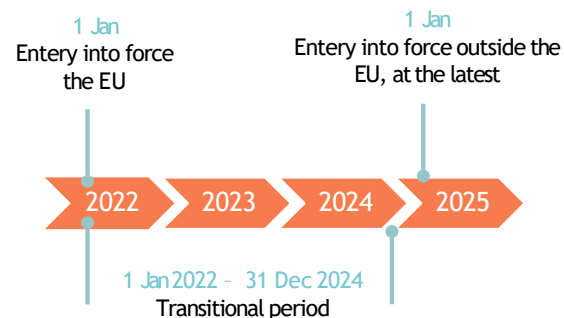 1 Jan
Entery into force
the EU
1 Jan
Entery into force outside the
EU, at the latest
2022
2023
2024
2025
1 Jan 2022 – 31 Dec 2024
Transitional period